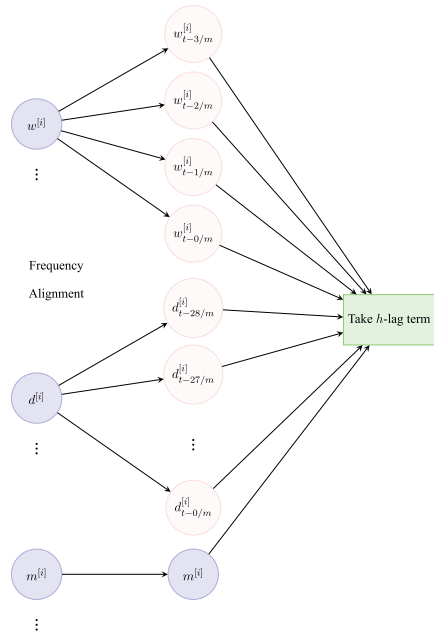 w^{[i]}_{t-3/m}
w^{[i]}_{t-2/m}
w^{[i]}
w^{[i]}_{t-1/m}
⋮
w^{[i]}_{t-0/m}
Frequency
Alignment
d^{[i]}_{t-28/m}
Take h-lag term
d^{[i]}_{t-27/m}
d^{[i]}
⋮
⋮
d^{[i]}_{t-0/m}
m^{[i]}
m^{[i]}
⋮